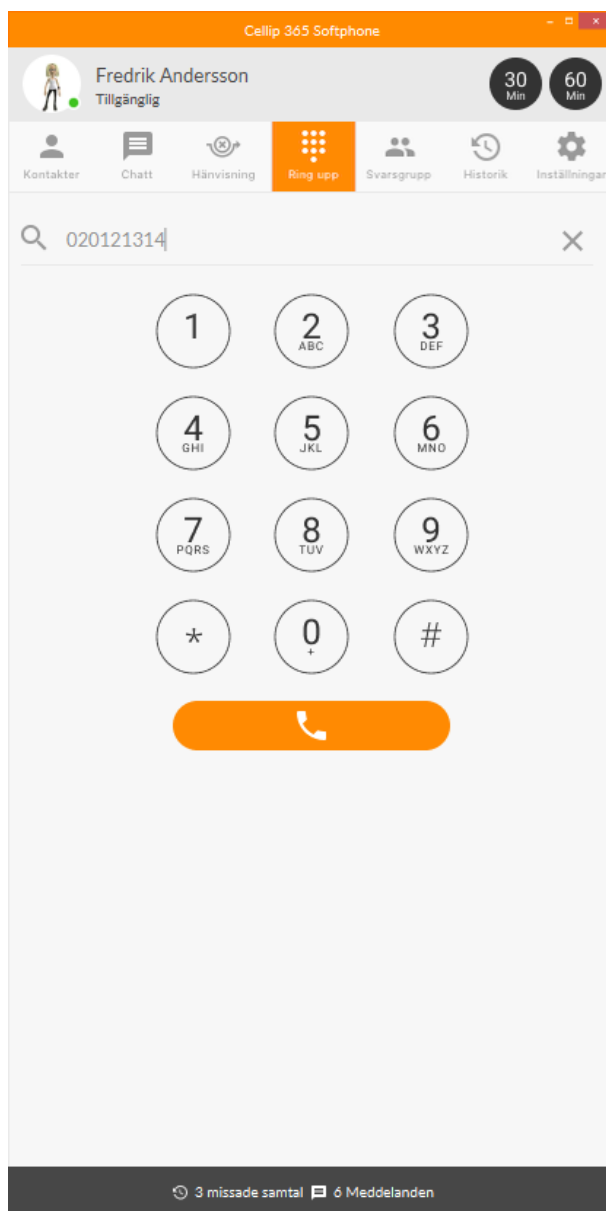 Cellip 365 Softphone
Fredrik Andersson
Tillgänglig
30
Min
60
Min
Kontakter Chatt Hänvisning Ring upp Svarsgrupp Historik Inställningar
020121314
1 2 3
ABC DEF
4 5 6
GHI JKL MNO
7 8 9
PQRS TUV WXYZ
* 0 #
+
3 missade samtal 6 Meddelanden